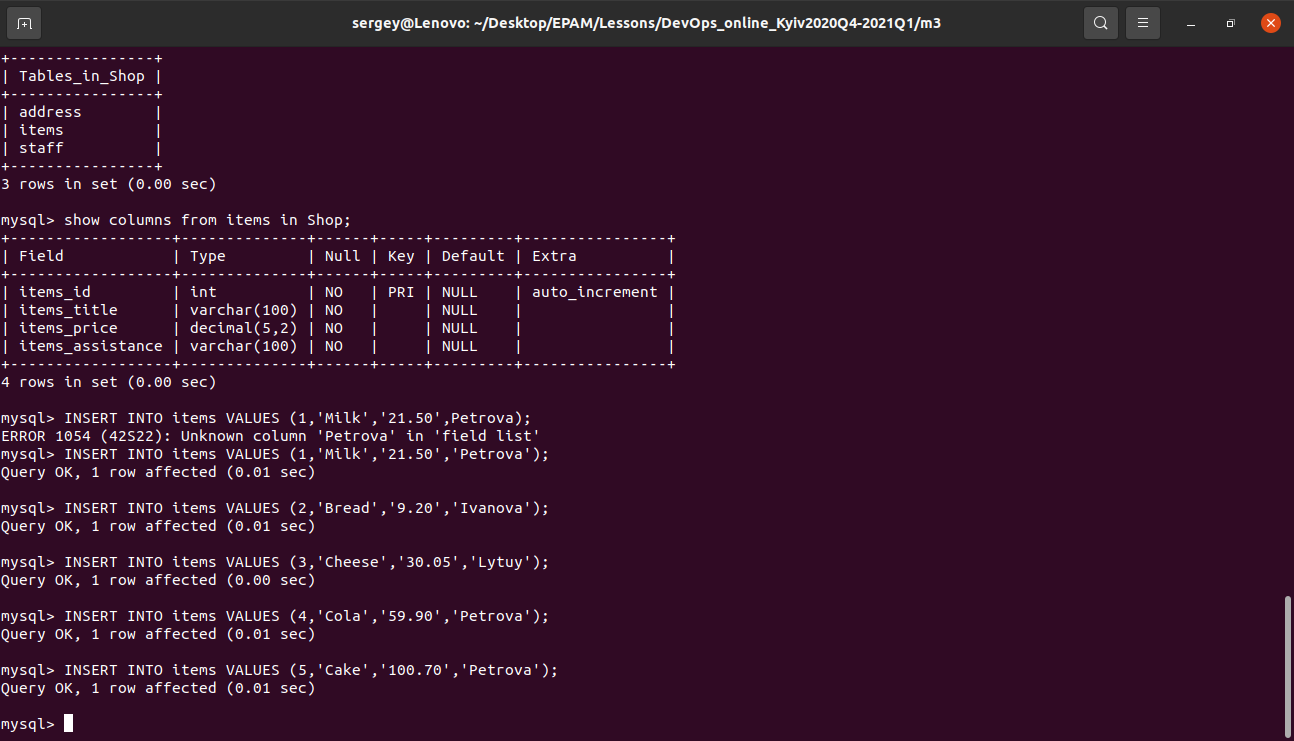 sergey@Lenovo: ~/Desktop/EPAM/Lessons/DevOps_online_Kyiv2020Q4-2021Q1/m3
+----------------+
| Tables_in_Shop |
+----------------+
| address        |
| items          |
| staff          |
+----------------+
3 rows in set (0.00 sec)

mysql> show columns from items in Shop;
+------------------+--------------+------+-----+---------+----------------+
| Field            | Type         | Null | Key | Default | Extra          |
+------------------+--------------+------+-----+---------+----------------+
| items_id         | int          | NO   | PRI | NULL    | auto_increment |
| items_title      | varchar(100) | NO   |     | NULL    |                |
| items_price      | decimal(5,2) | NO   |     | NULL    |                |
| items_assistance | varchar(100) | NO   |     | NULL    |                |
+------------------+--------------+------+-----+---------+----------------+
4 rows in set (0.00 sec)

mysql> INSERT INTO items VALUES (1,'Milk','21.50',Petrova);
ERROR 1054 (42S22): Unknown column 'Petrova' in 'field list'
mysql> INSERT INTO items VALUES (1,'Milk','21.50','Petrova');
Query OK, 1 row affected (0.01 sec)

mysql> INSERT INTO items VALUES (2,'Bread','9.20','Ivanova');
Query OK, 1 row affected (0.01 sec)

mysql> INSERT INTO items VALUES (3,'Cheese','30.05','Lytuy');
Query OK, 1 row affected (0.00 sec)

mysql> INSERT INTO items VALUES (4,'Cola','59.90','Petrova');
Query OK, 1 row affected (0.01 sec)

mysql> INSERT INTO items VALUES (5,'Cake','100.70','Petrova');
Query OK, 1 row affected (0.01 sec)

mysql>